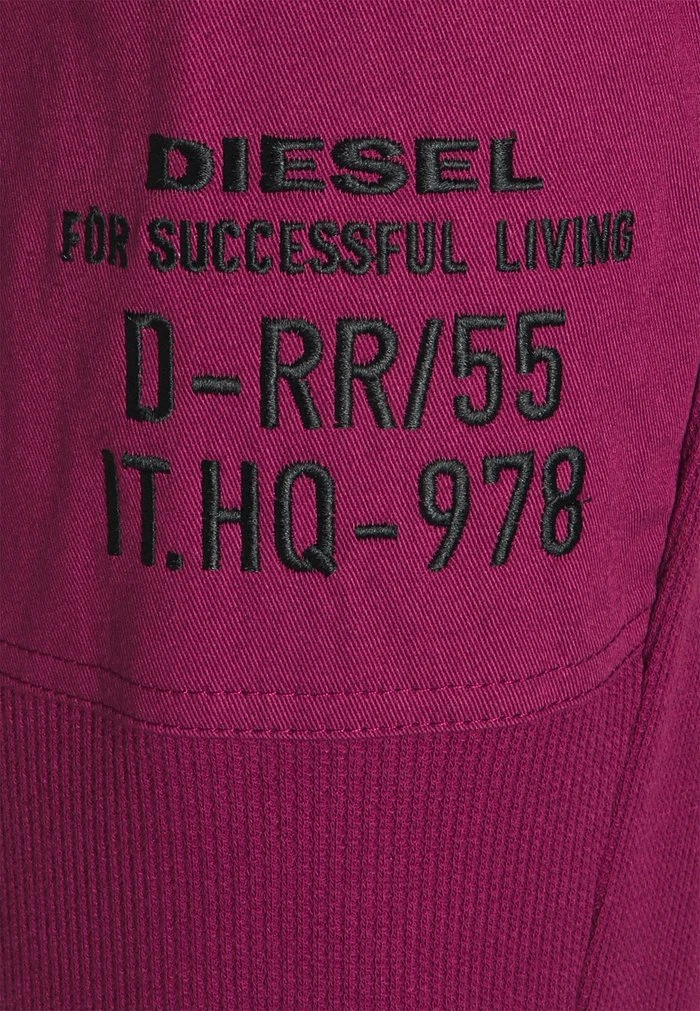 DIESEL
FOR SUCCESSFUL LIVING
D-RR/55
IT.HQ-978